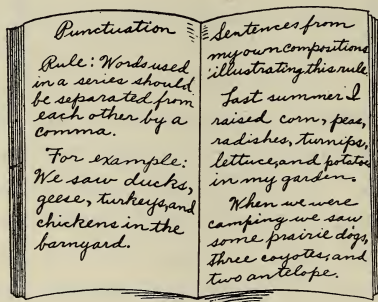 Punctuation
Rule: Words used
in a series should
be separated from
each other by a
comma.
For example:
We saw ducks,
geese, turkeys, and
chickens in the
barnyard.
Sentences from
my own compositions
illustrating this rule.
Last summer I
raised corn, peas,
radishes, turnips,
lettuce, and potatoes
in my garden.
When we were
camping we saw
some prairie dogs,
three coyotes, and
two antelope.